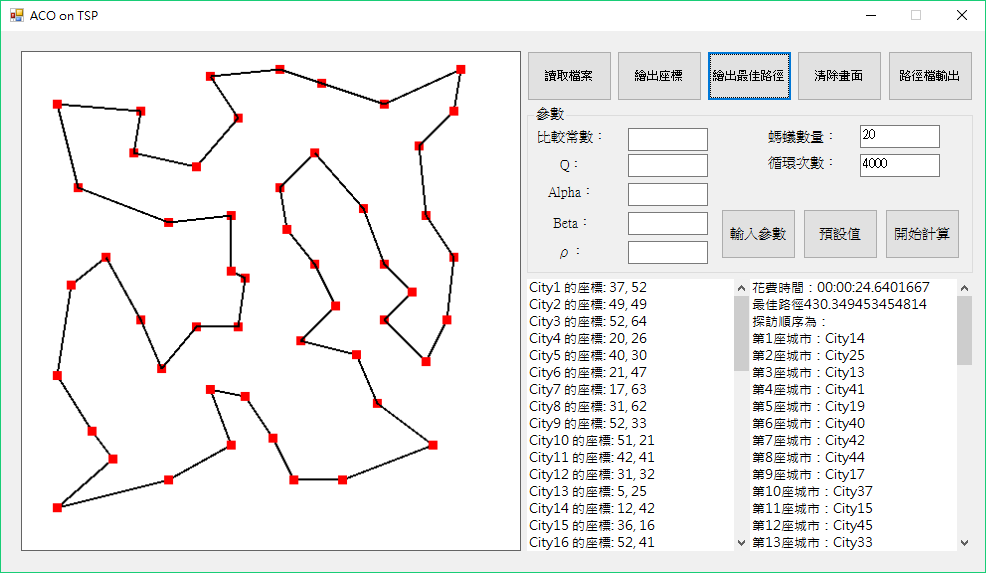 ACO on TSP
讀取檔案
繪出座標
繪出最佳路徑
清除畫面
路徑檔輸出
參數
比較常數：
螞蟻數量： 20
Q：
循環次數： 4000
Alpha：
Beta：
ρ：
輸入參數
預設值
開始計算
City1 的座標: 37, 52
City2 的座標: 49, 49
City3 的座標: 52, 64
City4 的座標: 20, 26
City5 的座標: 40, 30
City6 的座標: 21, 47
City7 的座標: 17, 63
City8 的座標: 31, 62
City9 的座標: 52, 33
City10 的座標: 51, 21
City11 的座標: 42, 41
City12 的座標: 31, 32
City13 的座標: 5, 25
City14 的座標: 12, 42
City15 的座標: 36, 16
City16 的座標: 52, 41
花費時間：00:00:24.6401667
最佳路徑430.349453454814
探訪順序為：
第1座城市：City14
第2座城市：City25
第3座城市：City13
第4座城市：City41
第5座城市：City19
第6座城市：City40
第7座城市：City42
第8座城市：City44
第9座城市：City17
第10座城市：City37
第11座城市：City15
第12座城市：City45
第13座城市：City33